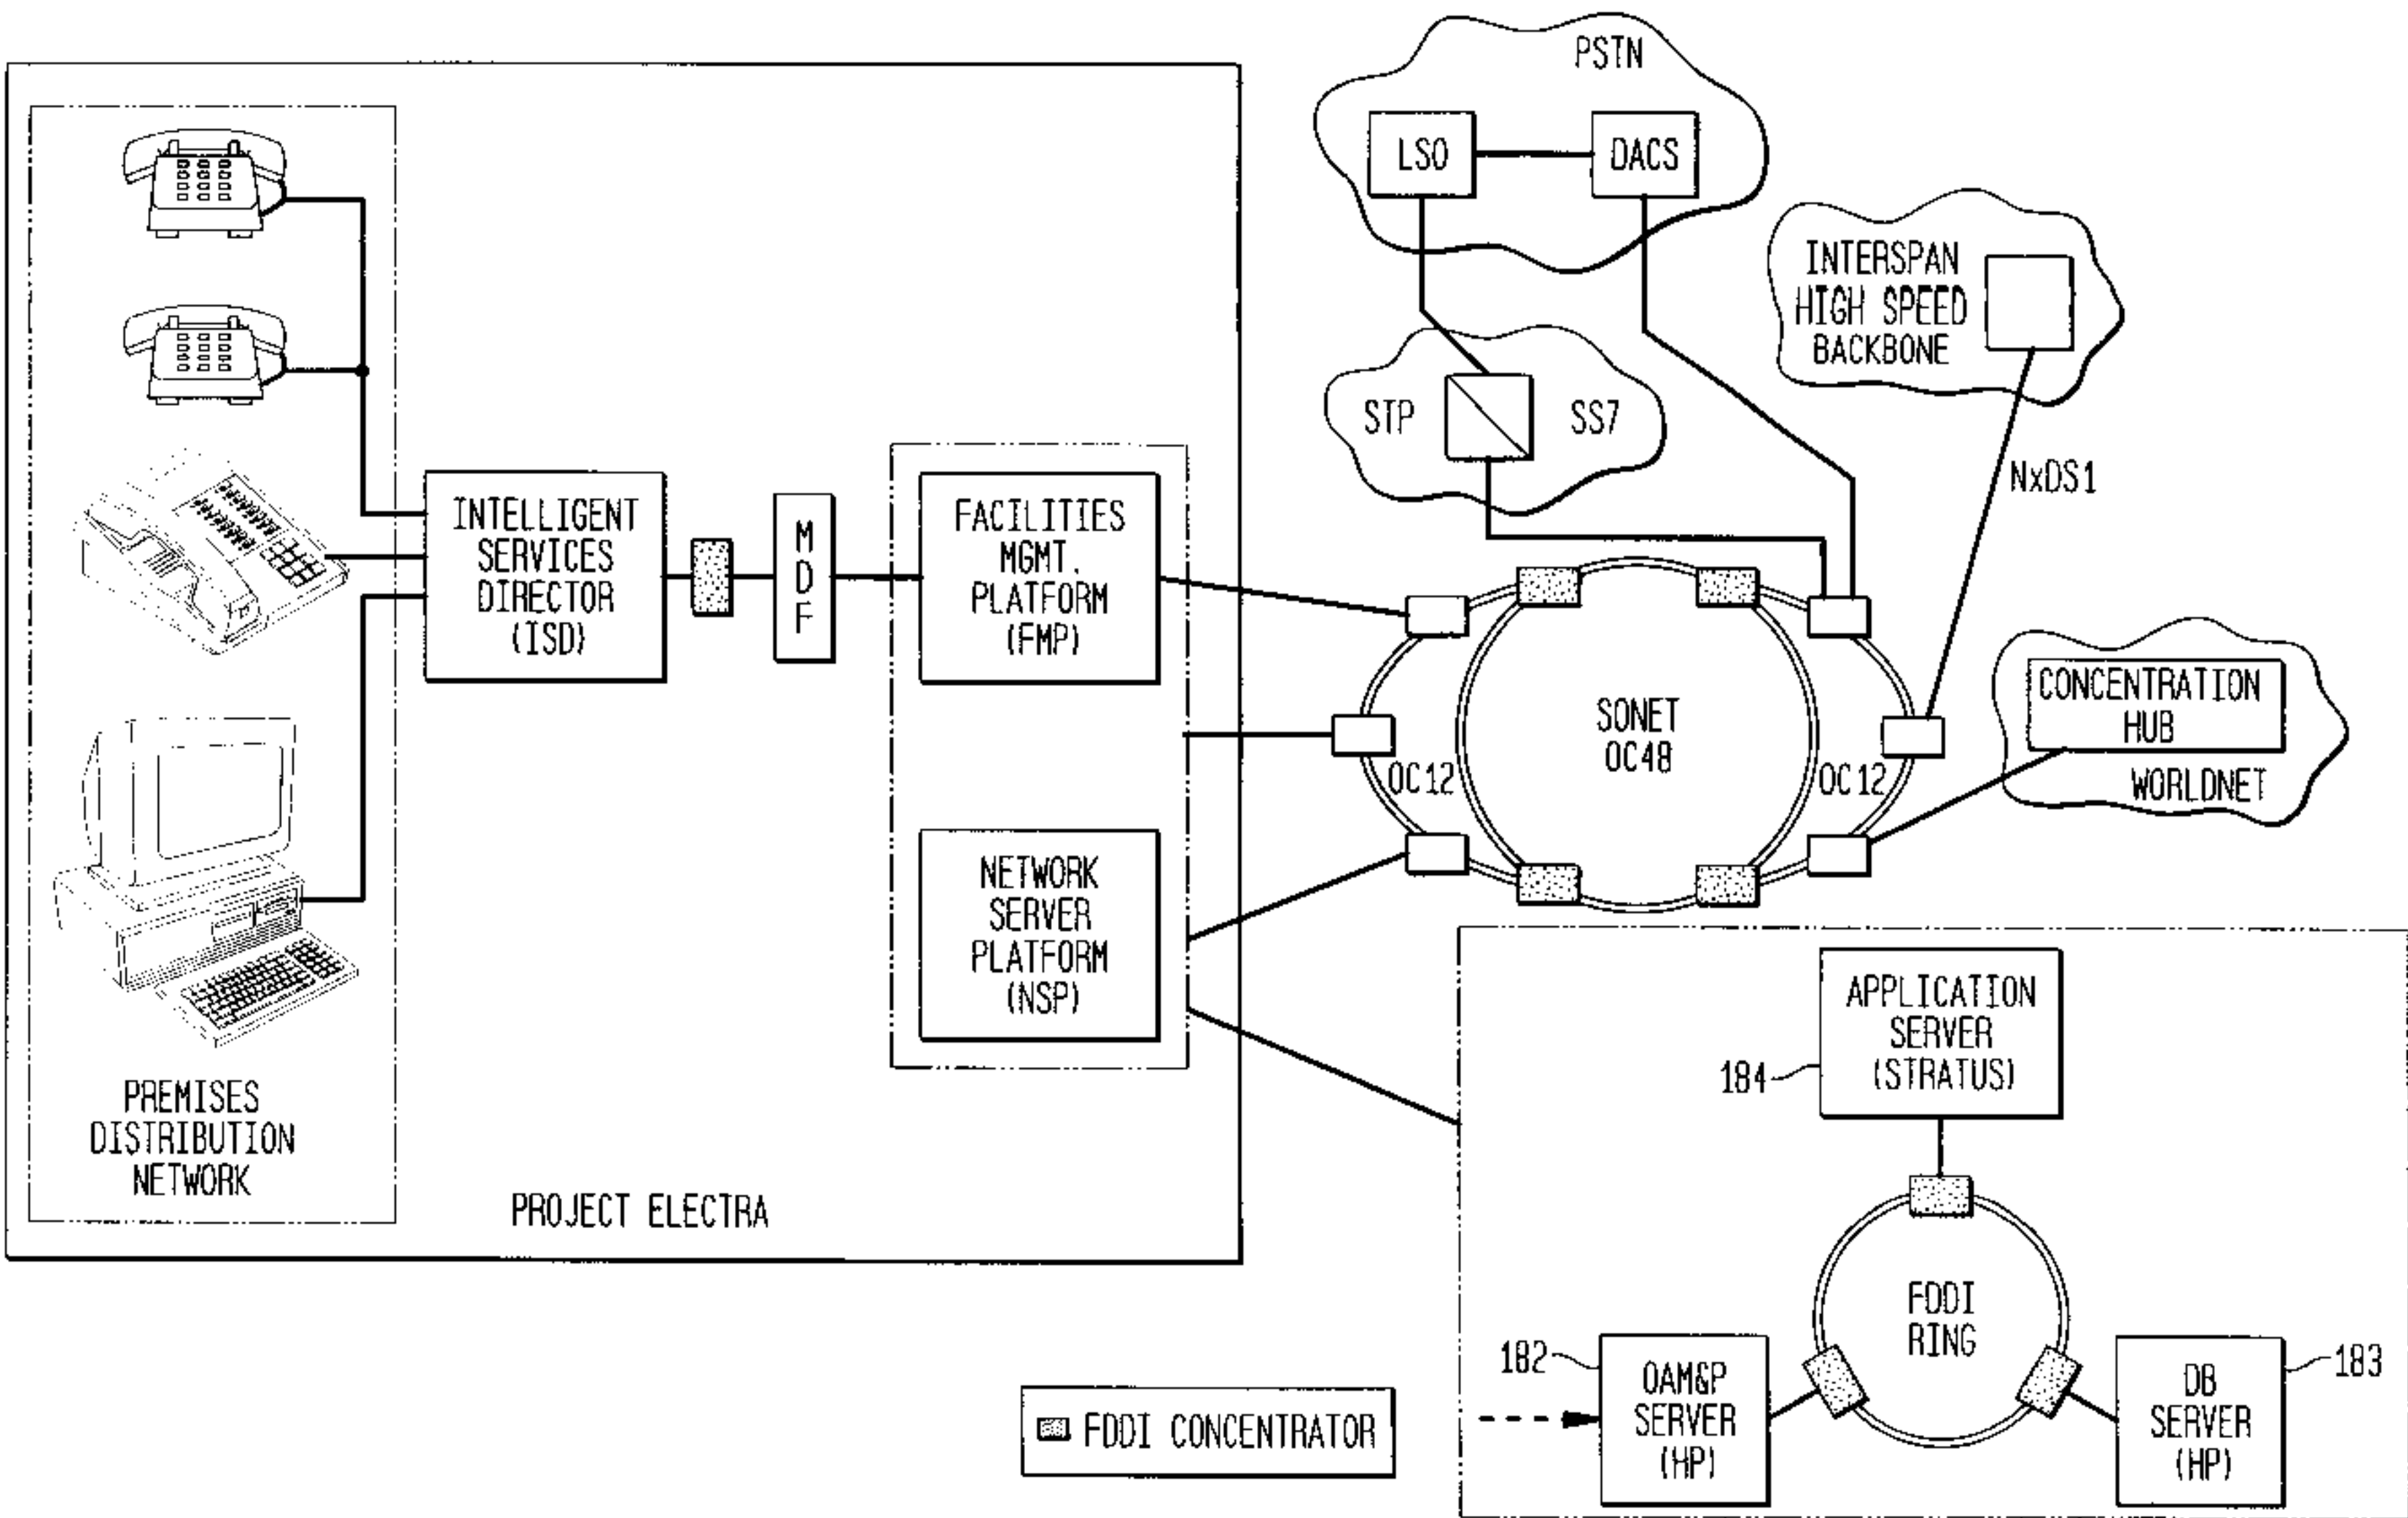 PSTN
LSO
DACS
INTERSPAN
HIGH SPEED
BACKBONE
STP
SS7
NxDS1
INTELLIGENT
SERVICES
DIRECTOR
(ISD)
M
D
F
FACILITIES
MGMT.
PLATFORM
(FMP)
SONET
OC48
OC12
OC12
CONCENTRATION
HUB
WORLDNET
NETWORK
SERVER
PLATFORM
(NSP)
PREMISES
DISTRIBUTION
NETWORK
PROJECT ELECTRA
APPLICATION
SERVER
(STRATUS)
184
FDDI
RING
182
OAM&P
SERVER
(HP)
DB
SERVER
(HP)
183
FDDI CONCENTRATOR